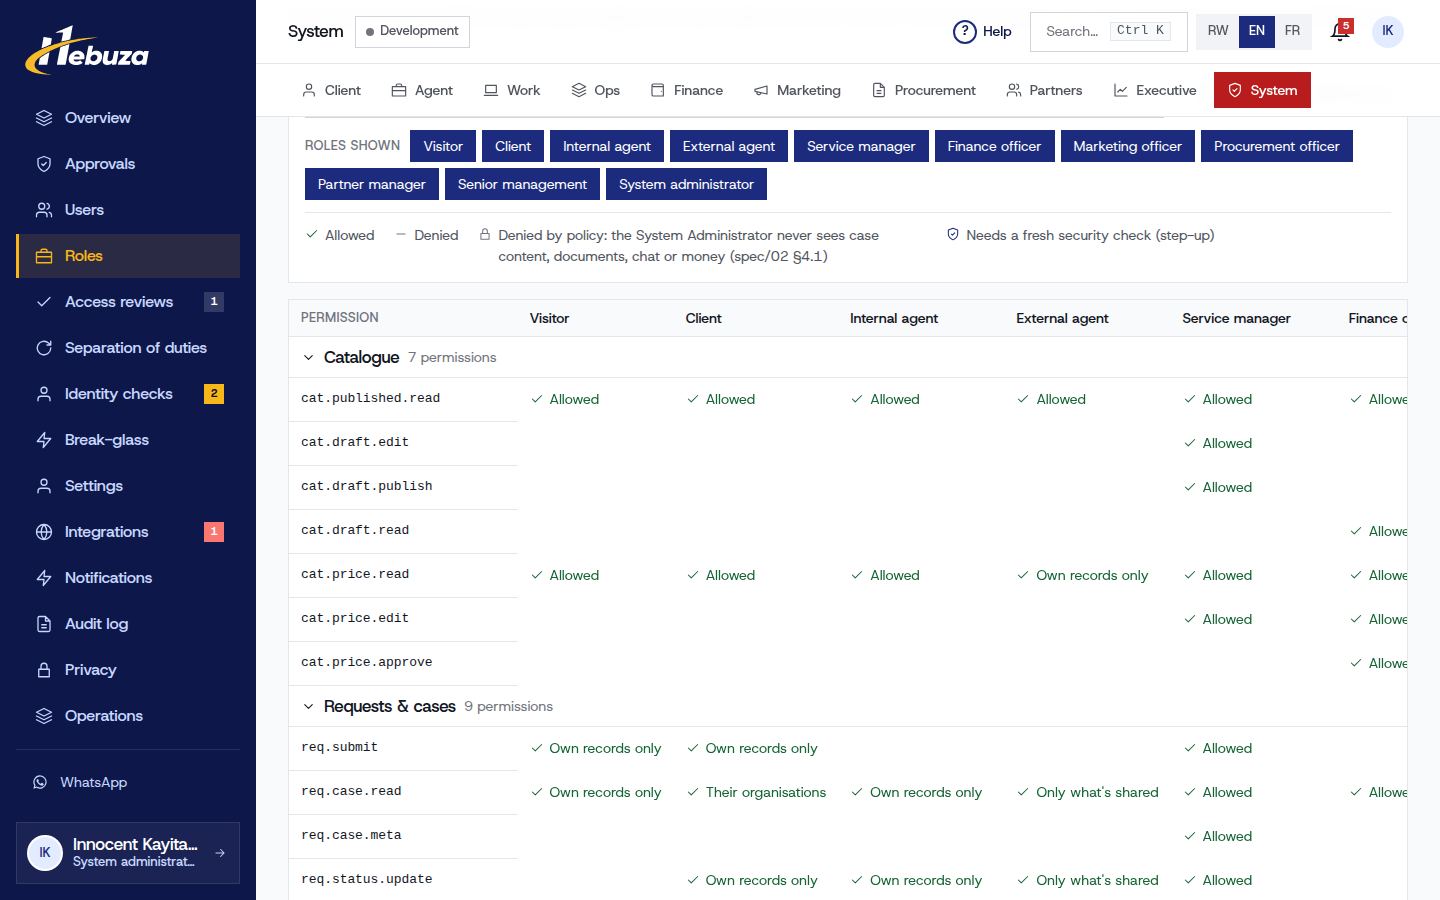 Hebuza
System
Development
Help
Search...
Ctrl K
RW
EN
FR
5
IK
Client
Agent
Work
Ops
Finance
Marketing
Procurement
Partners
Executive
System
Overview
Approvals
Users
Roles
Access reviews 1
Separation of duties
Identity checks 2
Break-glass
Settings
Integrations 1
Notifications
Audit log
Privacy
Operations
WhatsApp
IK
Innocent Kayita...
System administrat...
ROLES SHOWN Visitor Client Internal agent External agent Service manager Finance officer Marketing officer Procurement officer
Partner manager Senior management System administrator
Allowed Denied Denied by policy: the System Administrator never sees case Needs a fresh security check (step-up)
content, documents, chat or money (spec/02 §4.1)
PERMISSION Visitor Client Internal agent External agent Service manager Finance
Catalogue 7 permissions
cat.published.read Allowed Allowed Allowed Allowed Allowed Allowe
cat.draft.edit Allowed
cat.draft.publish Allowed
cat.draft.read Allowe
cat.price.read Allowed Allowed Allowed Own records only Allowed Allowe
cat.price.edit Allowed Allowe
cat.price.approve Allowe
Requests & cases 9 permissions
req.submit Own records only Own records only Allowed
req.case.read Own records only Their organisations Own records only Only what's shared Allowed Allowe
req.case.meta Allowed
req.status.update Own records only Own records only Only what's shared Allowed